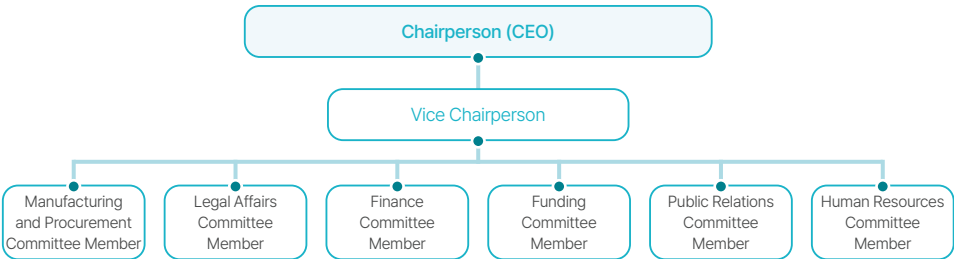 Chairperson (CEO)
Vice Chairperson
Manufacturing
and Procurement
Committee Member
Legal Affairs
Committee
Member
Finance
Committee
Member
Funding
Committee
Member
Public Relations
Committee
Member
Human Resources
Committee
Member